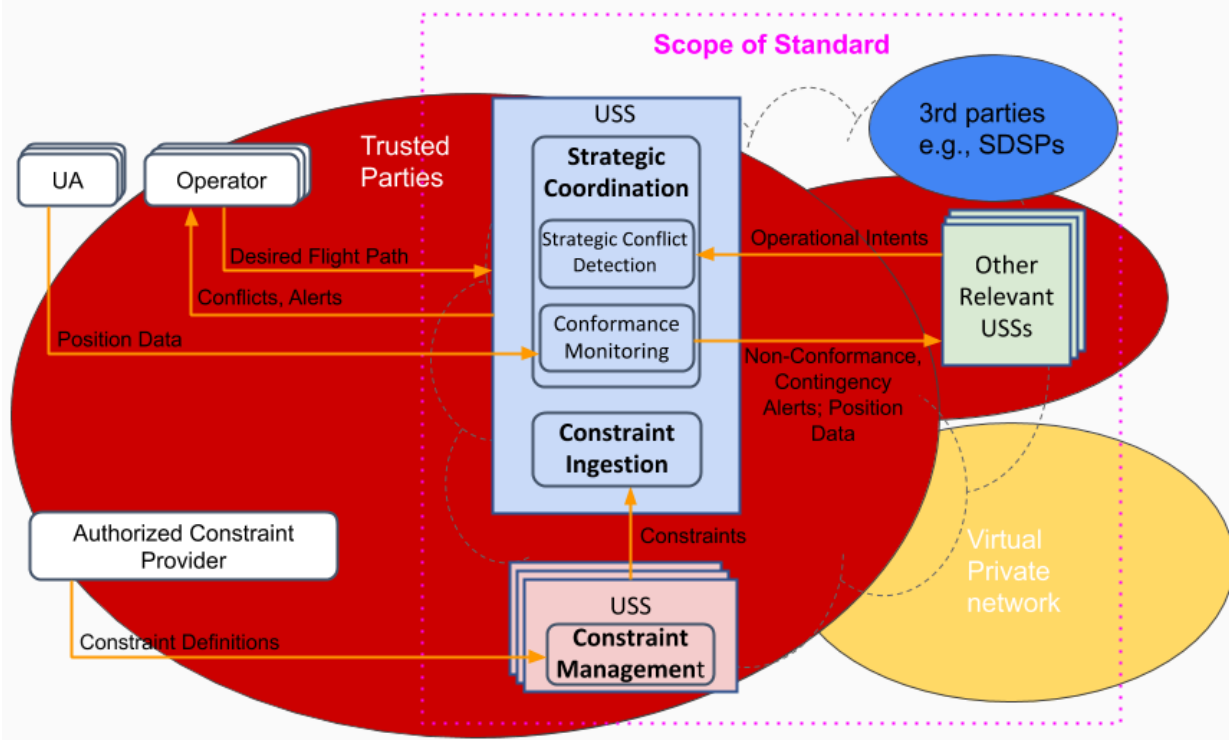 Scope of Standard
USS
3rd parties
e.g., SDSPs
Trusted
Parties
UA
Operator
Strategic
Coordination
Strategic Conflict
Detection
Operational Intents
Desired Flight Path
Conflicts, Alerts
Other
Relevant
USSs
Position Data
Conformance
Monitoring
Non-Conformance,
Contingency
Alerts; Position
Data
Constraint
Ingestion
Authorized Constraint
Provider
Constraints
Virtual
Private
network
USS
Constraint
Management
Constraint Definitions